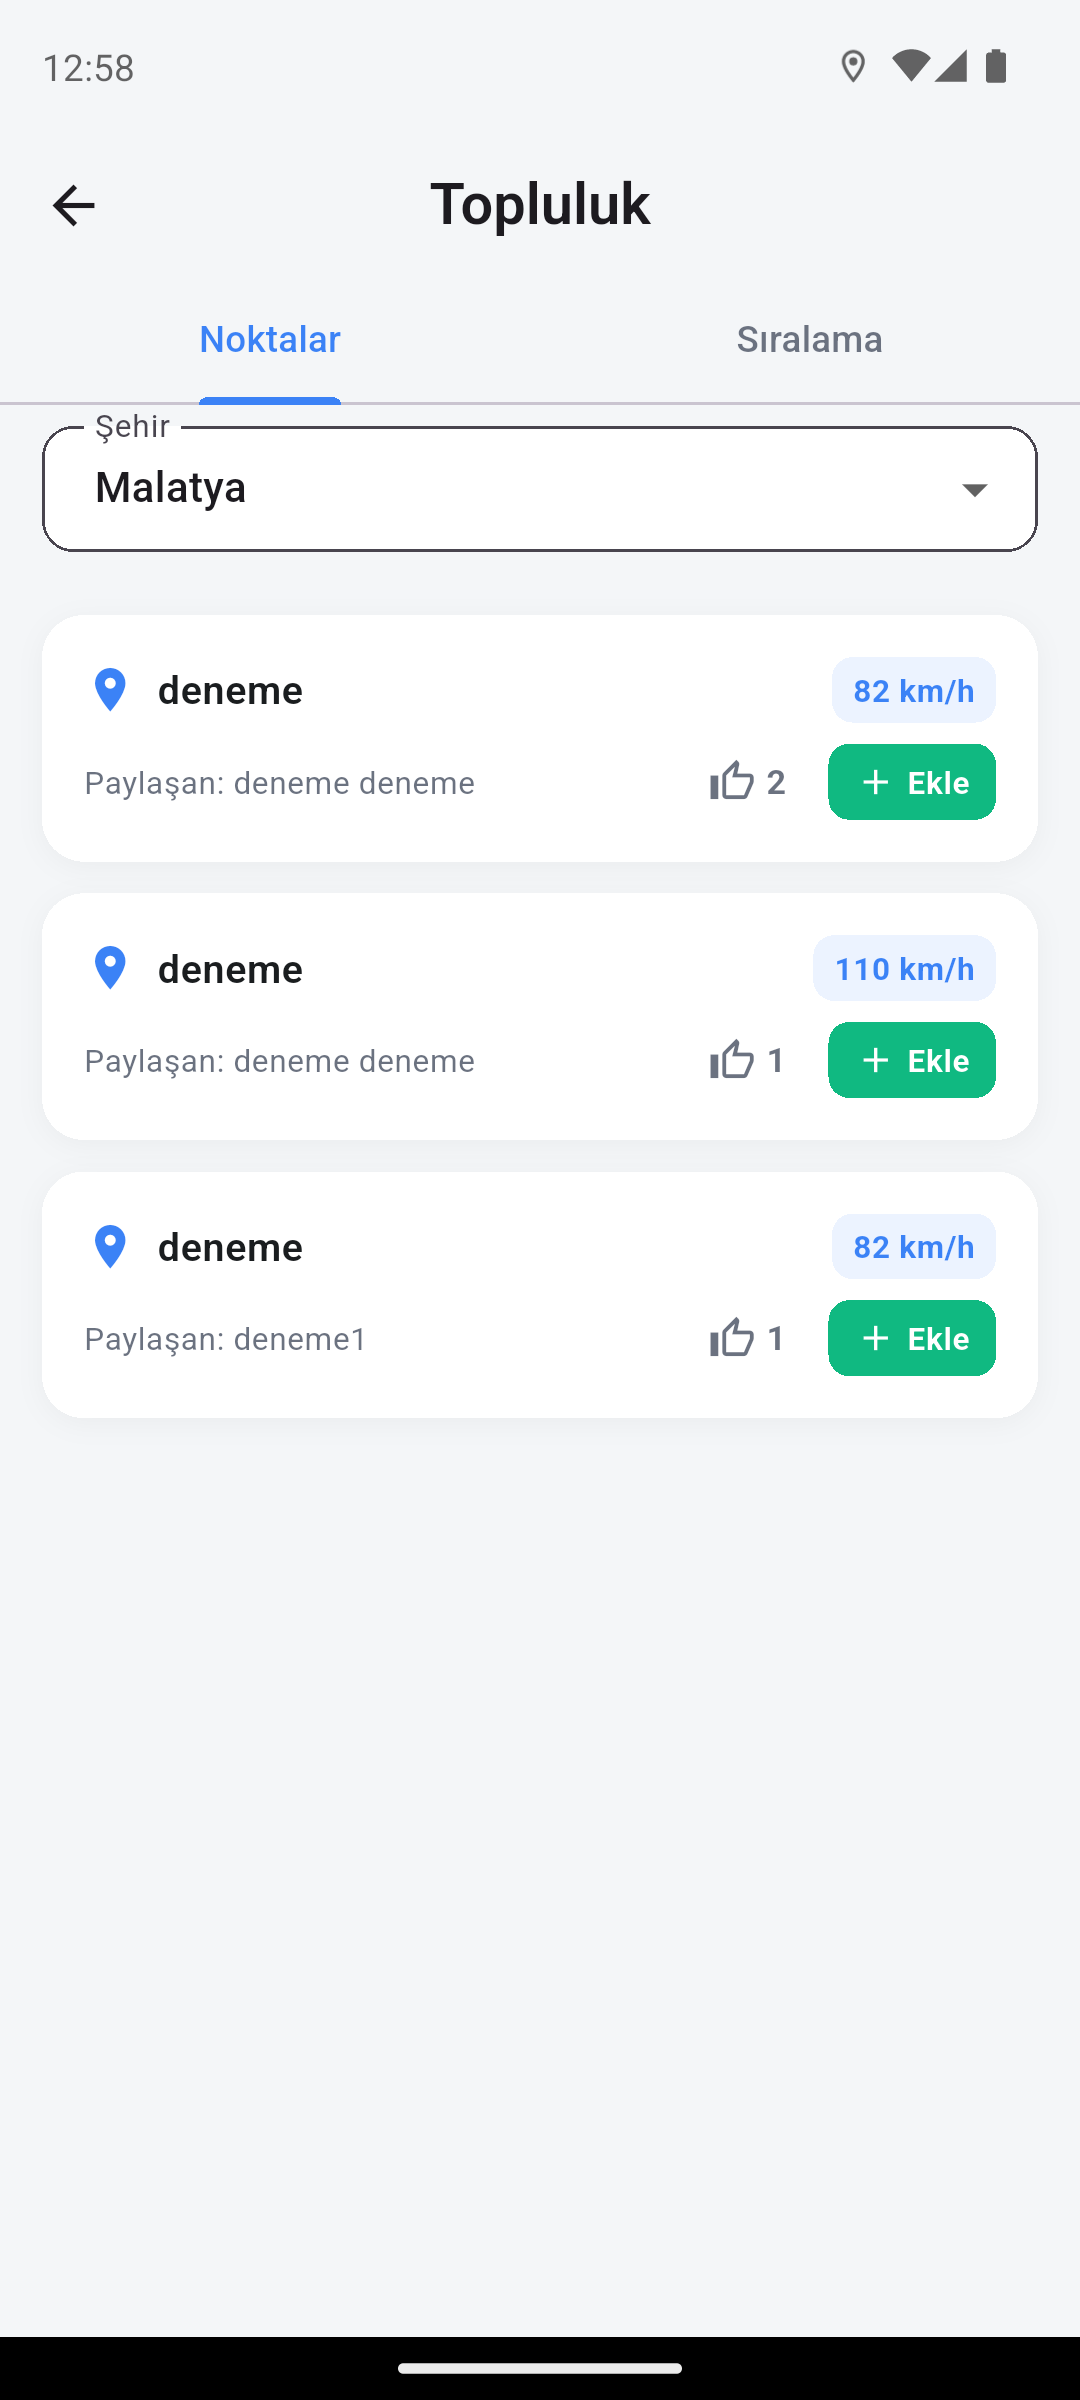 12:58
Topluluk
Noktalar
Sıralama
Şehir
Malatya
deneme
82 km/h
Paylaşan: deneme deneme
2
+ Ekle
deneme
110 km/h
Paylaşan: deneme deneme
1
+ Ekle
deneme
82 km/h
Paylaşan: deneme1
1
+ Ekle